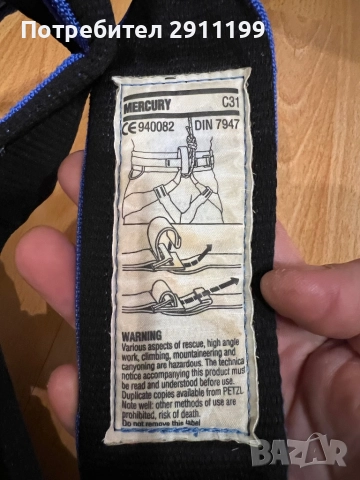 Потребител 2911199
MERCURY C31
CE 940082 DIN 7947
WARNING
Various aspects of rescue, high angle
work, climbing, mountaineering and
canyoning are hazardous. The technica
notice accompanying this product must
be read and understood before use.
Duplicate copies available from PETZL
Note well: other methods of use are
prohibited, risk of death.
Do not remove this label
BAZAR